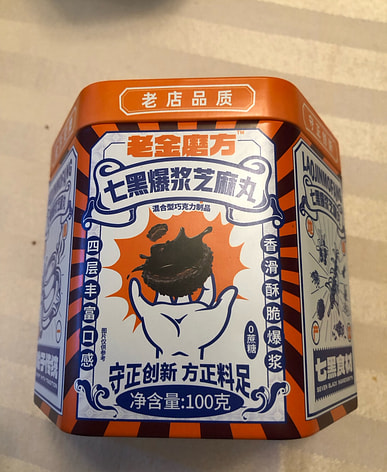 老店品质
老金磨方™
七黑爆浆芝麻丸
混合型巧克力制品
四层丰富口感
香滑酥脆爆浆
图片仅供参考
0蔗糖
守正创新 方正料足
净含量:100克
七黑食材